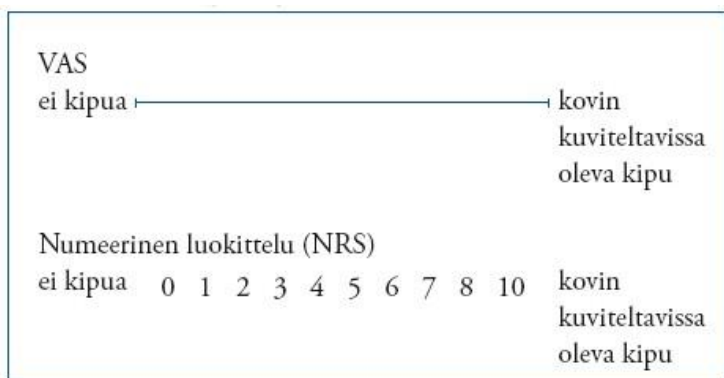 VAS
ei kipua kovin
kuviteltavissa
oleva kipu
Numeerinen luokittelu (NRS)
ei kipua 0 1 2 3 4 5 6 7 8 10 kovin
kuviteltavissa
oleva kipu